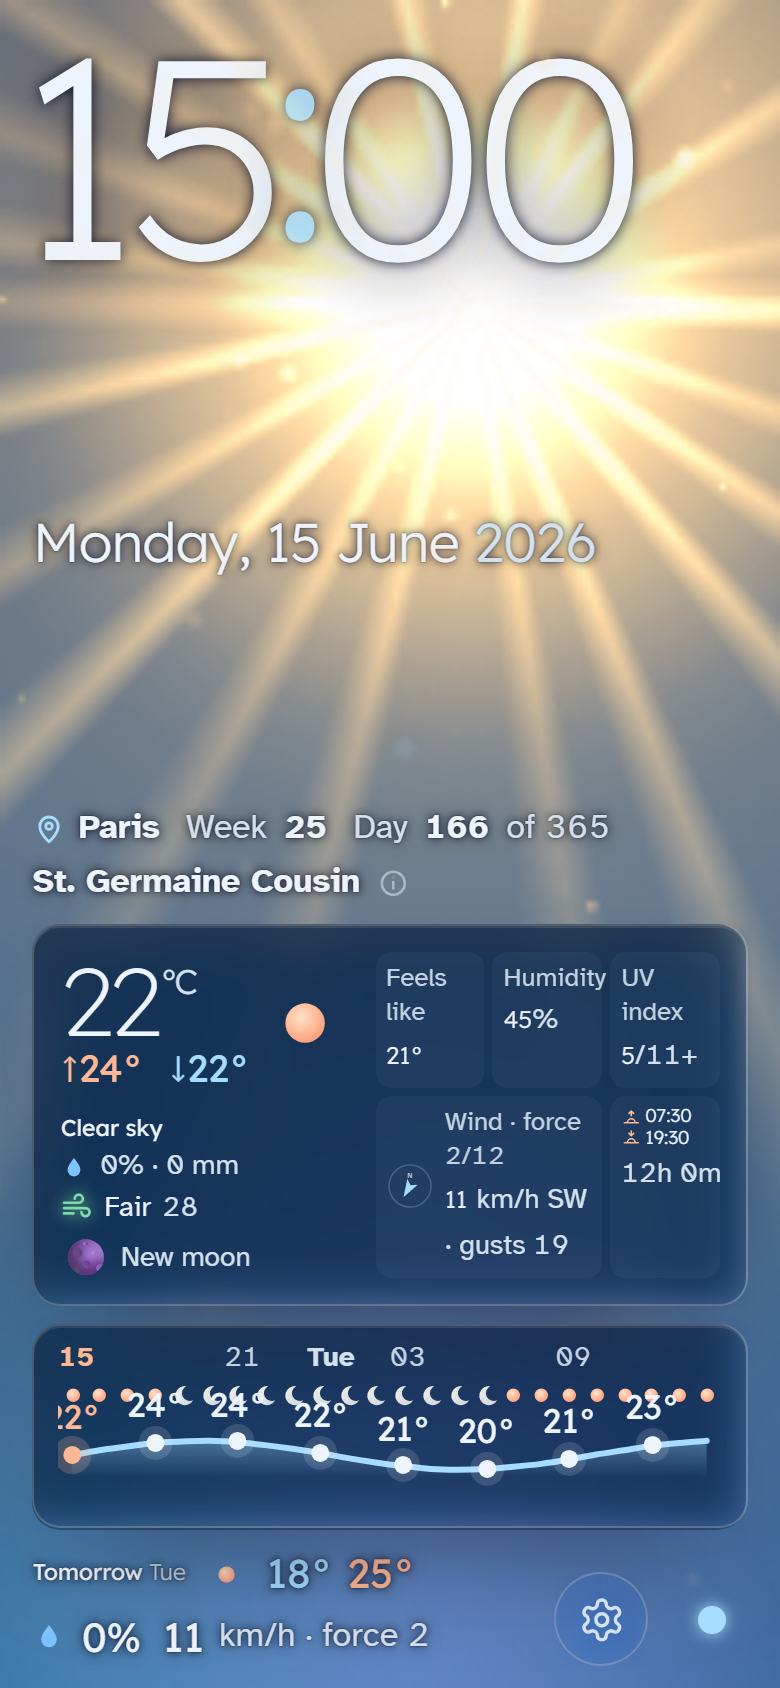 15:00
Monday, 15 June 2026
Paris Week 25 Day 166 of 365
St. Germaine Cousin
22°C
↑24° ↓22°
Clear sky
0% · 0 mm
Fair 28
New moon
Feels like
21°
Humidity
45%
UV index
5/11+
N
Wind · force 2/12
11 km/h SW
· gusts 19
07:30
19:30
12h 0m
15 21 Tue 03 09
22° 24° 24° 22° 21° 20° 21° 23°
Tomorrow Tue 18° 25°
0% 11 km/h · force 2